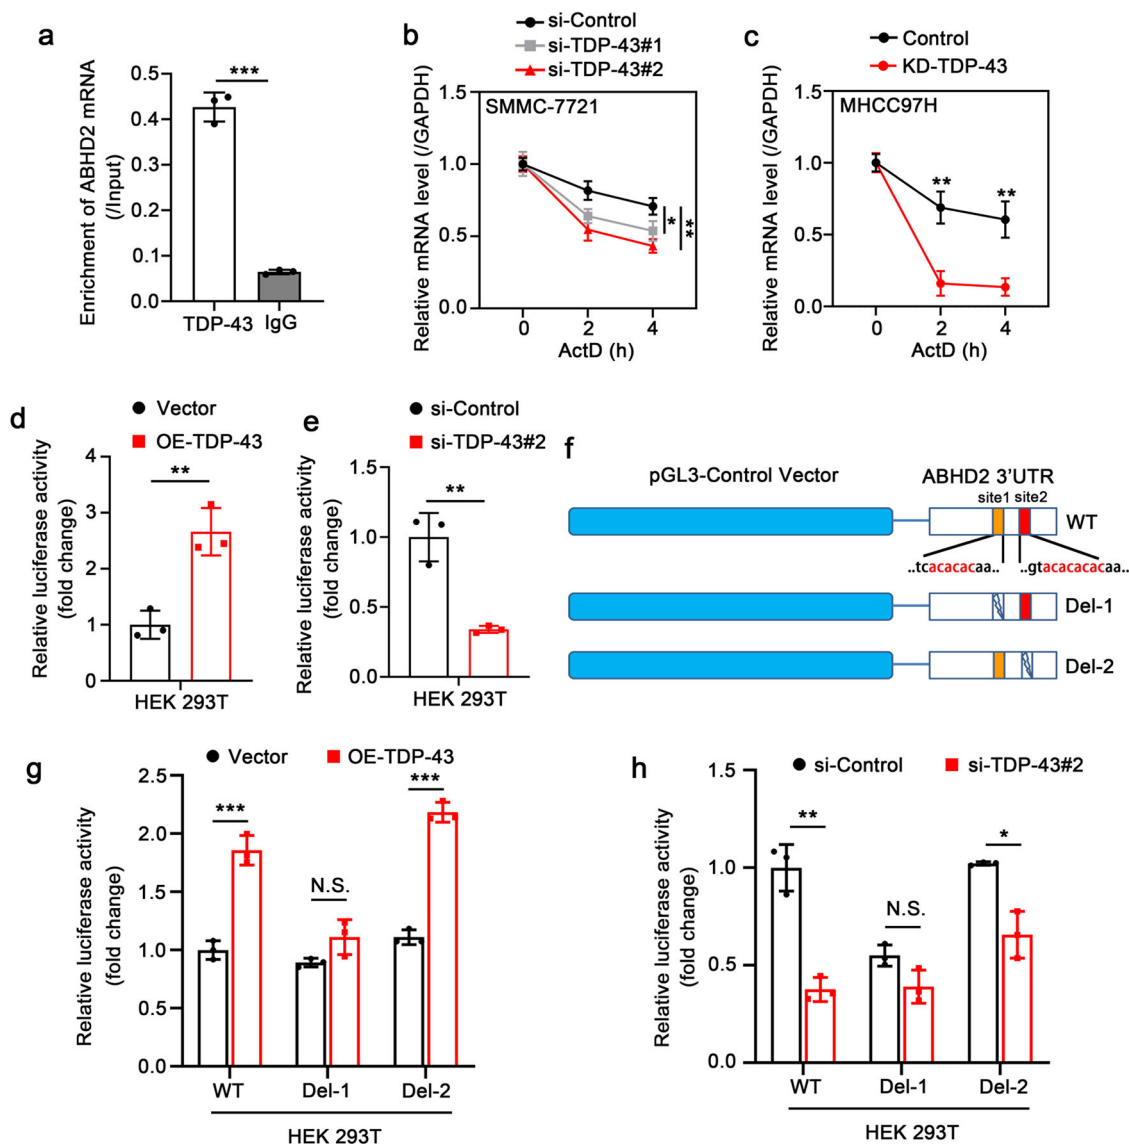 a
Enrichment of ABHD2 mRNA
(/Input)
0.5
0.4
0.3
0.2
0.1
0.0
***
TDP-43
IgG
b
si-Control
si-TDP-43#1
si-TDP-43#2
Relative mRNA level (/GAPDH)
1.5
1.0
0.5
0.0
SMMC-7721
*
**
0
2
4
ActD (h)
c
Control
KD-TDP-43
Relative mRNA level (/GAPDH)
1.5
1.0
0.5
0.0
MHCC97H
**
**
0
2
4
ActD (h)
d
Vector
OE-TDP-43
Relative luciferase activity
(fold change)
4
3
2
1
0
**
HEK 293T
e
si-Control
si-TDP-43#2
Relative luciferase activity
(fold change)
1.5
1.0
0.5
0.0
**
HEK 293T
f
pGL3-Control Vector
ABHD2 3'UTR
site1 site2
WT
..tcacacacaa.. ..gtacacacacaa..
Del-1
Del-2
g
Vector
OE-TDP-43
Relative luciferase activity
(fold change)
2.5
2.0
1.5
1.0
0.5
0.0
***
N.S.
***
WT
Del-1
Del-2
HEK 293T
h
si-Control
si-TDP-43#2
Relative luciferase activity
(fold change)
1.5
1.0
0.5
0.0
**
N.S.
*
WT
Del-1
Del-2
HEK 293T